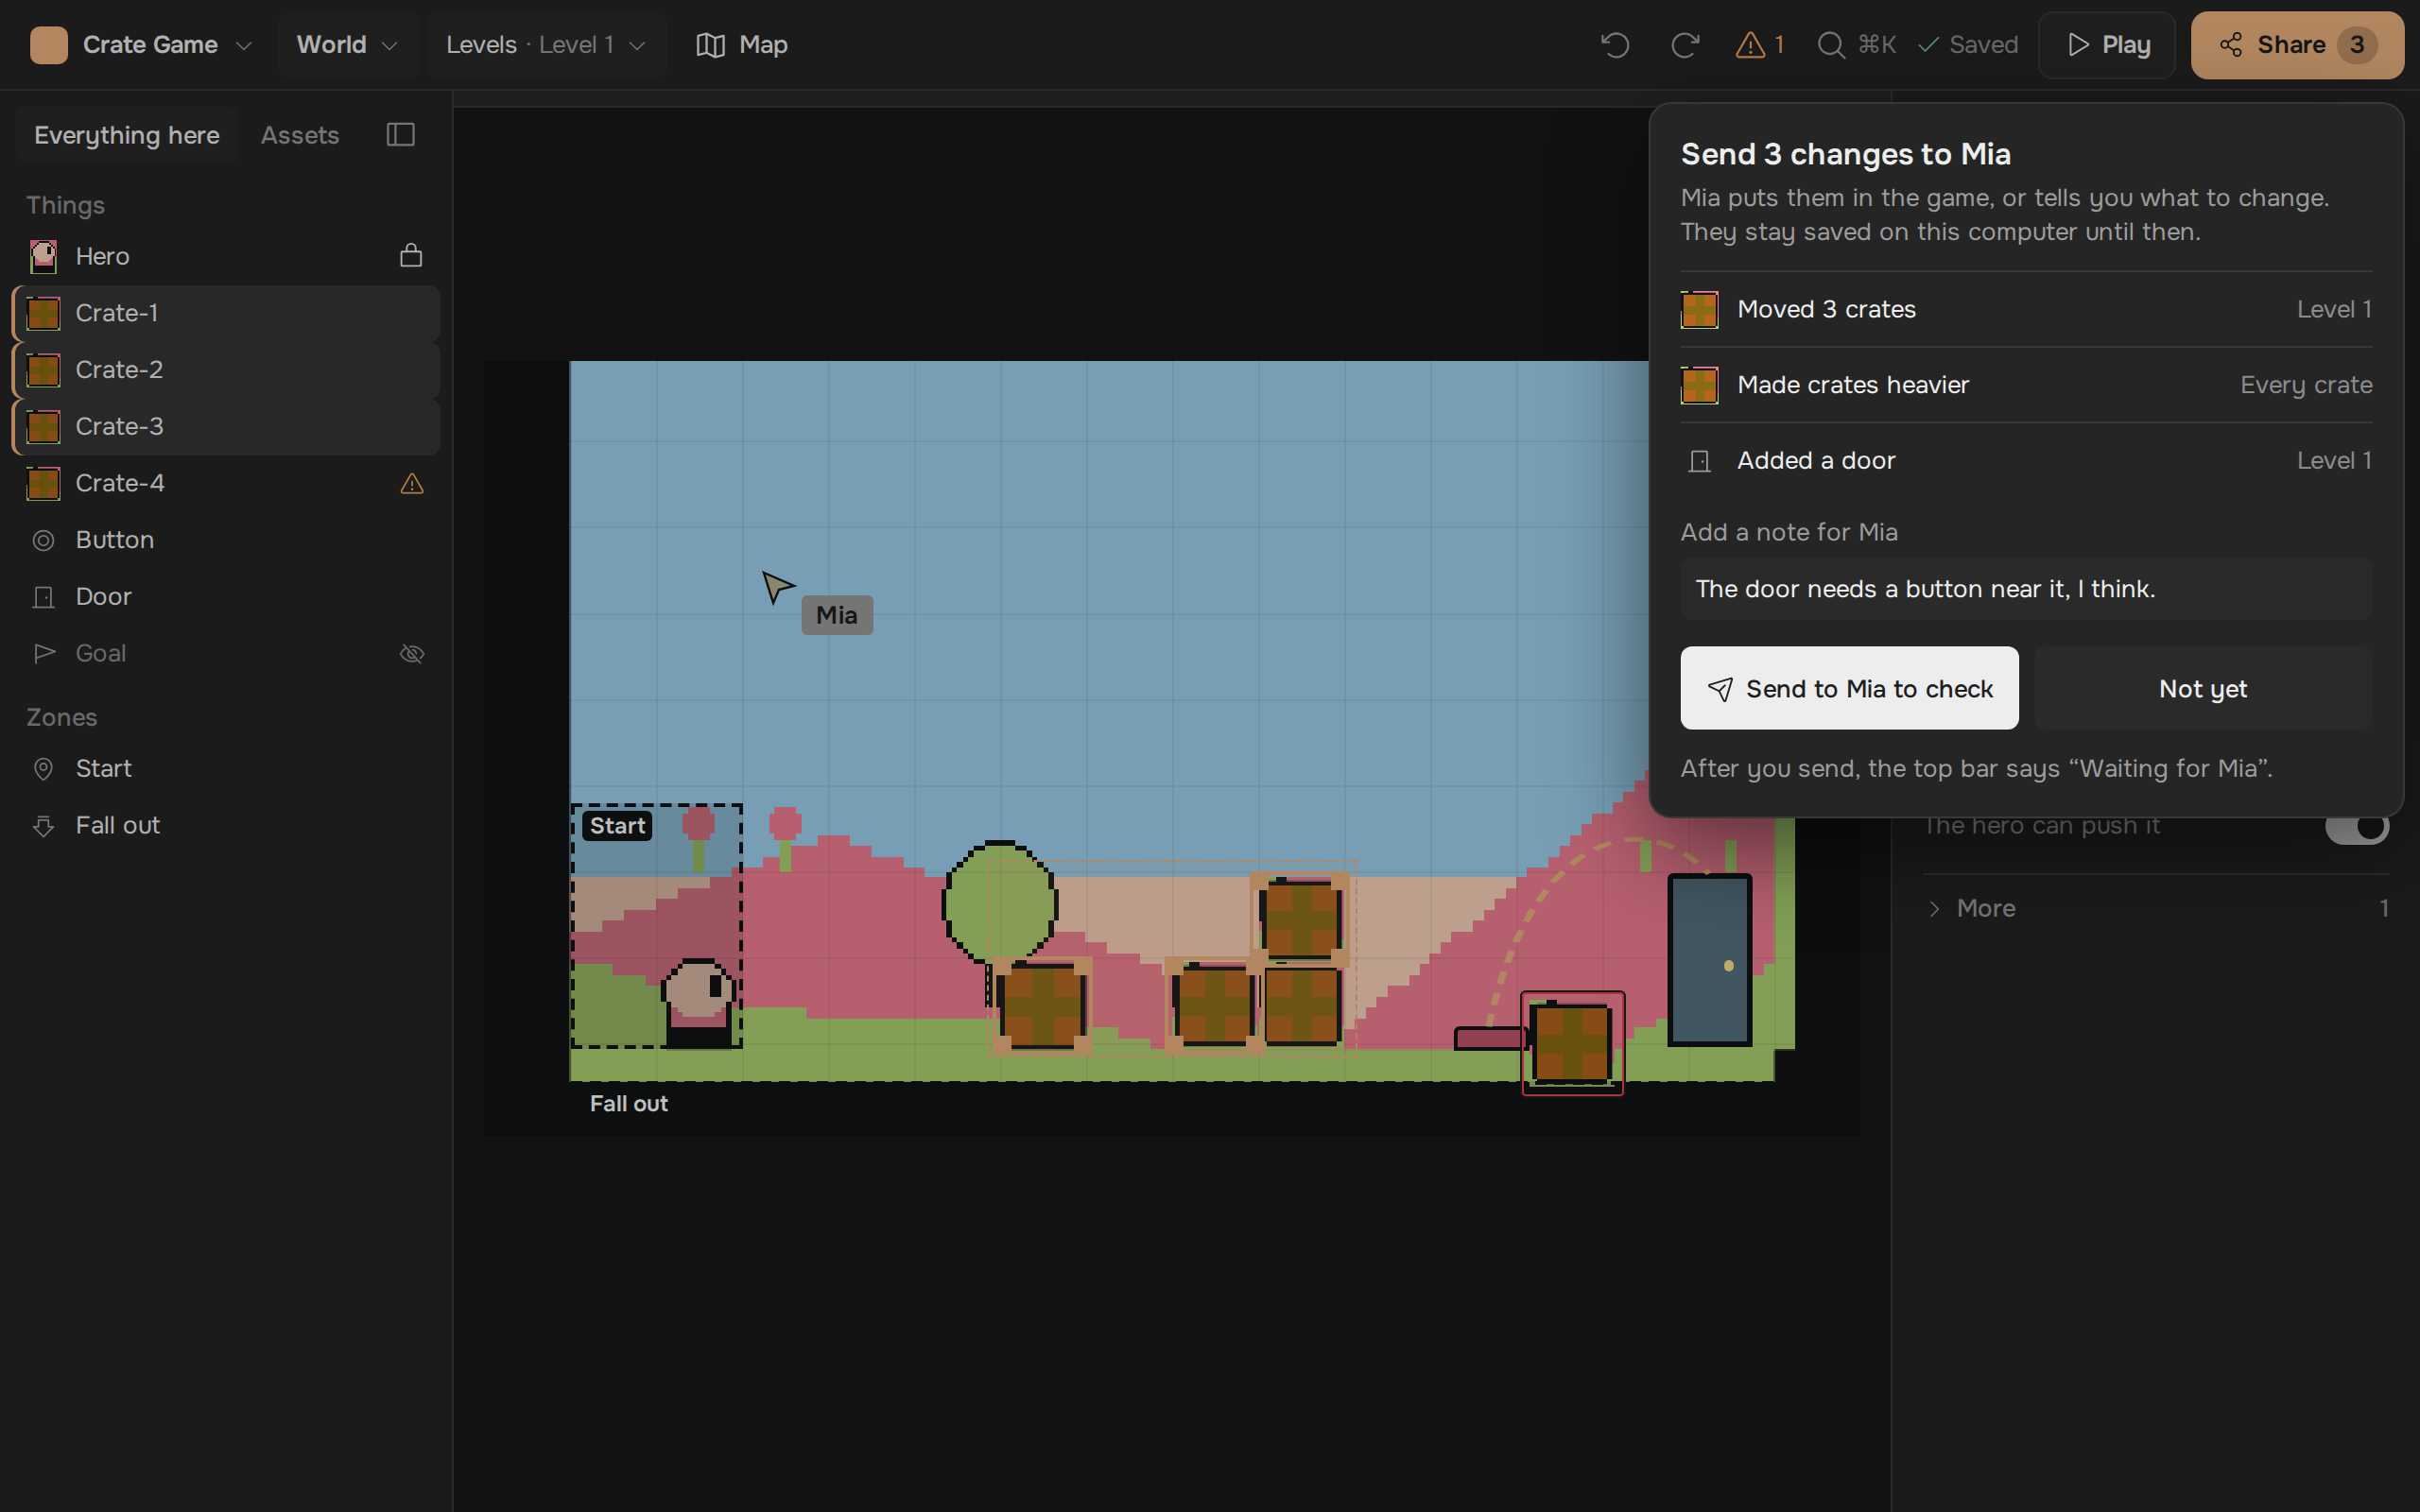 Crate Game
World
Levels · Level 1
Map
1
⌘K
Saved
Play
Share 3
Everything here
Assets
Things
Hero
Crate-1
Crate-2
Crate-3
Crate-4
Button
Door
Goal
Zones
Start
Fall out
Mia
Start
Fall out
Send 3 changes to Mia
Mia puts them in the game, or tells you what to change.
They stay saved on this computer until then.
Moved 3 crates
Level 1
Made crates heavier
Every crate
Added a door
Level 1
Add a note for Mia
The door needs a button near it, I think.
Send to Mia to check
Not yet
After you send, the top bar says “Waiting for Mia”.
The hero can push it
More
1